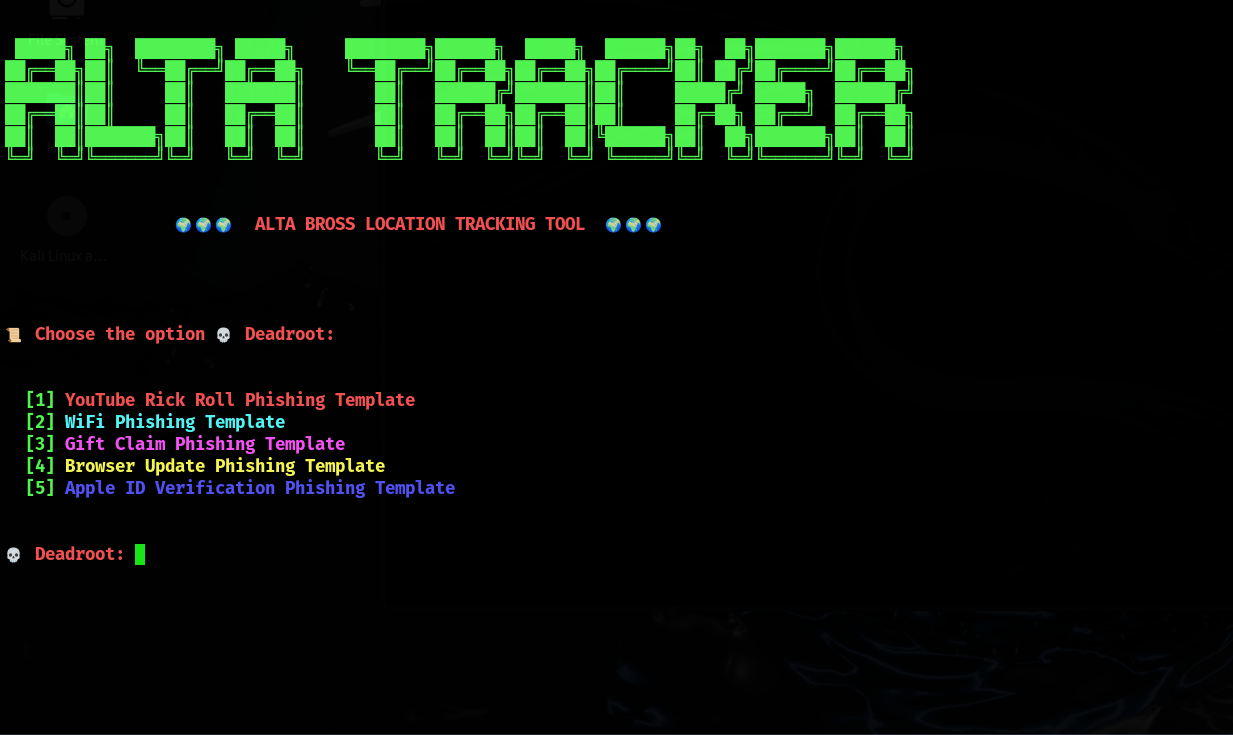 ALTA TRACKER
🌍🌍🌍 ALTA BROSS LOCATION TRACKING TOOL 🌍🌍🌍
Kali Linux a...
📜 Choose the option 💀 Deadroot:
[1] YouTube Rick Roll Phishing Template
[2] WiFi Phishing Template
[3] Gift Claim Phishing Template
[4] Browser Update Phishing Template
[5] Apple ID Verification Phishing Template
💀 Deadroot: